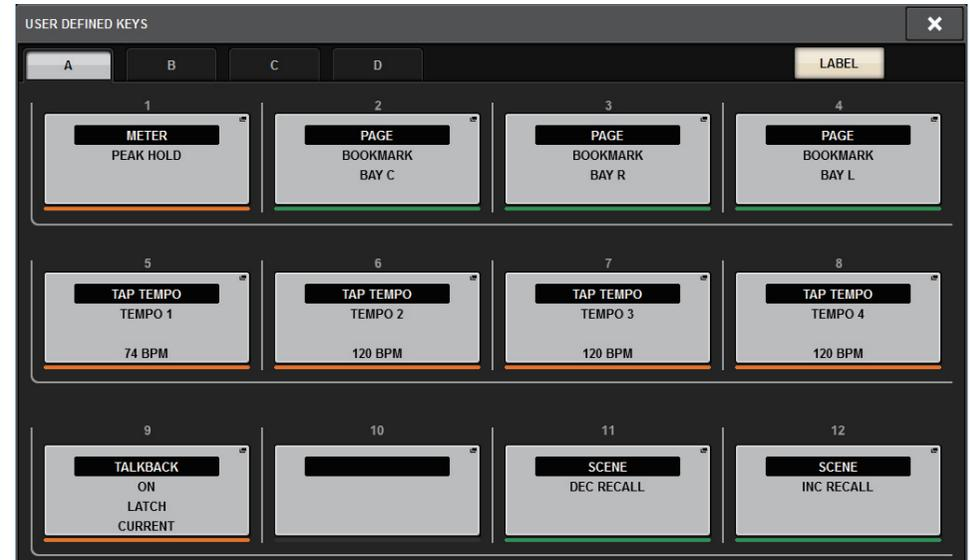 USER DEFINED KEYS
A B C D LABEL
1 2 3 4
METER PAGE PAGE PAGE
PEAK HOLD BOOKMARK BOOKMARK BOOKMARK
BAY C BAY R BAY L
5 6 7 8
TAP TEMPO TAP TEMPO TAP TEMPO TAP TEMPO
TEMPO 1 TEMPO 2 TEMPO 3 TEMPO 4
74 BPM 120 BPM 120 BPM 120 BPM
9 10 11 12
TALKBACK SCENE SCENE
ON DEC RECALL INC RECALL
LATCH
CURRENT